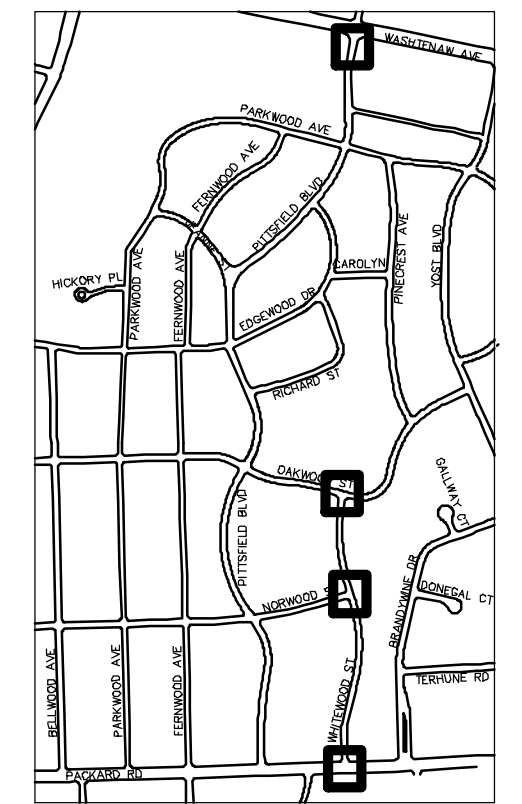 WASHTENAW AVE
PARKWOOD AVE
FERNWOOD AVE
PITTSFIELD BLVD
CAROLYN
PINECREST AVE
YOST BLVD
HICKORY PL
PARKWOOD AVE
FERNWOOD AVE
EDGEWOOD DR
RICHARD ST
OAKWOOD ST
GALLWAY CT
PITTSFIELD BLVD
NORWOOD
BRANDYWINE DR
DONEGAL CT
TERHUNE RD
BELLWOOD AVE
PARKWOOD AVE
FERNWOOD AVE
WHITEWOOD ST
PACKARD RD